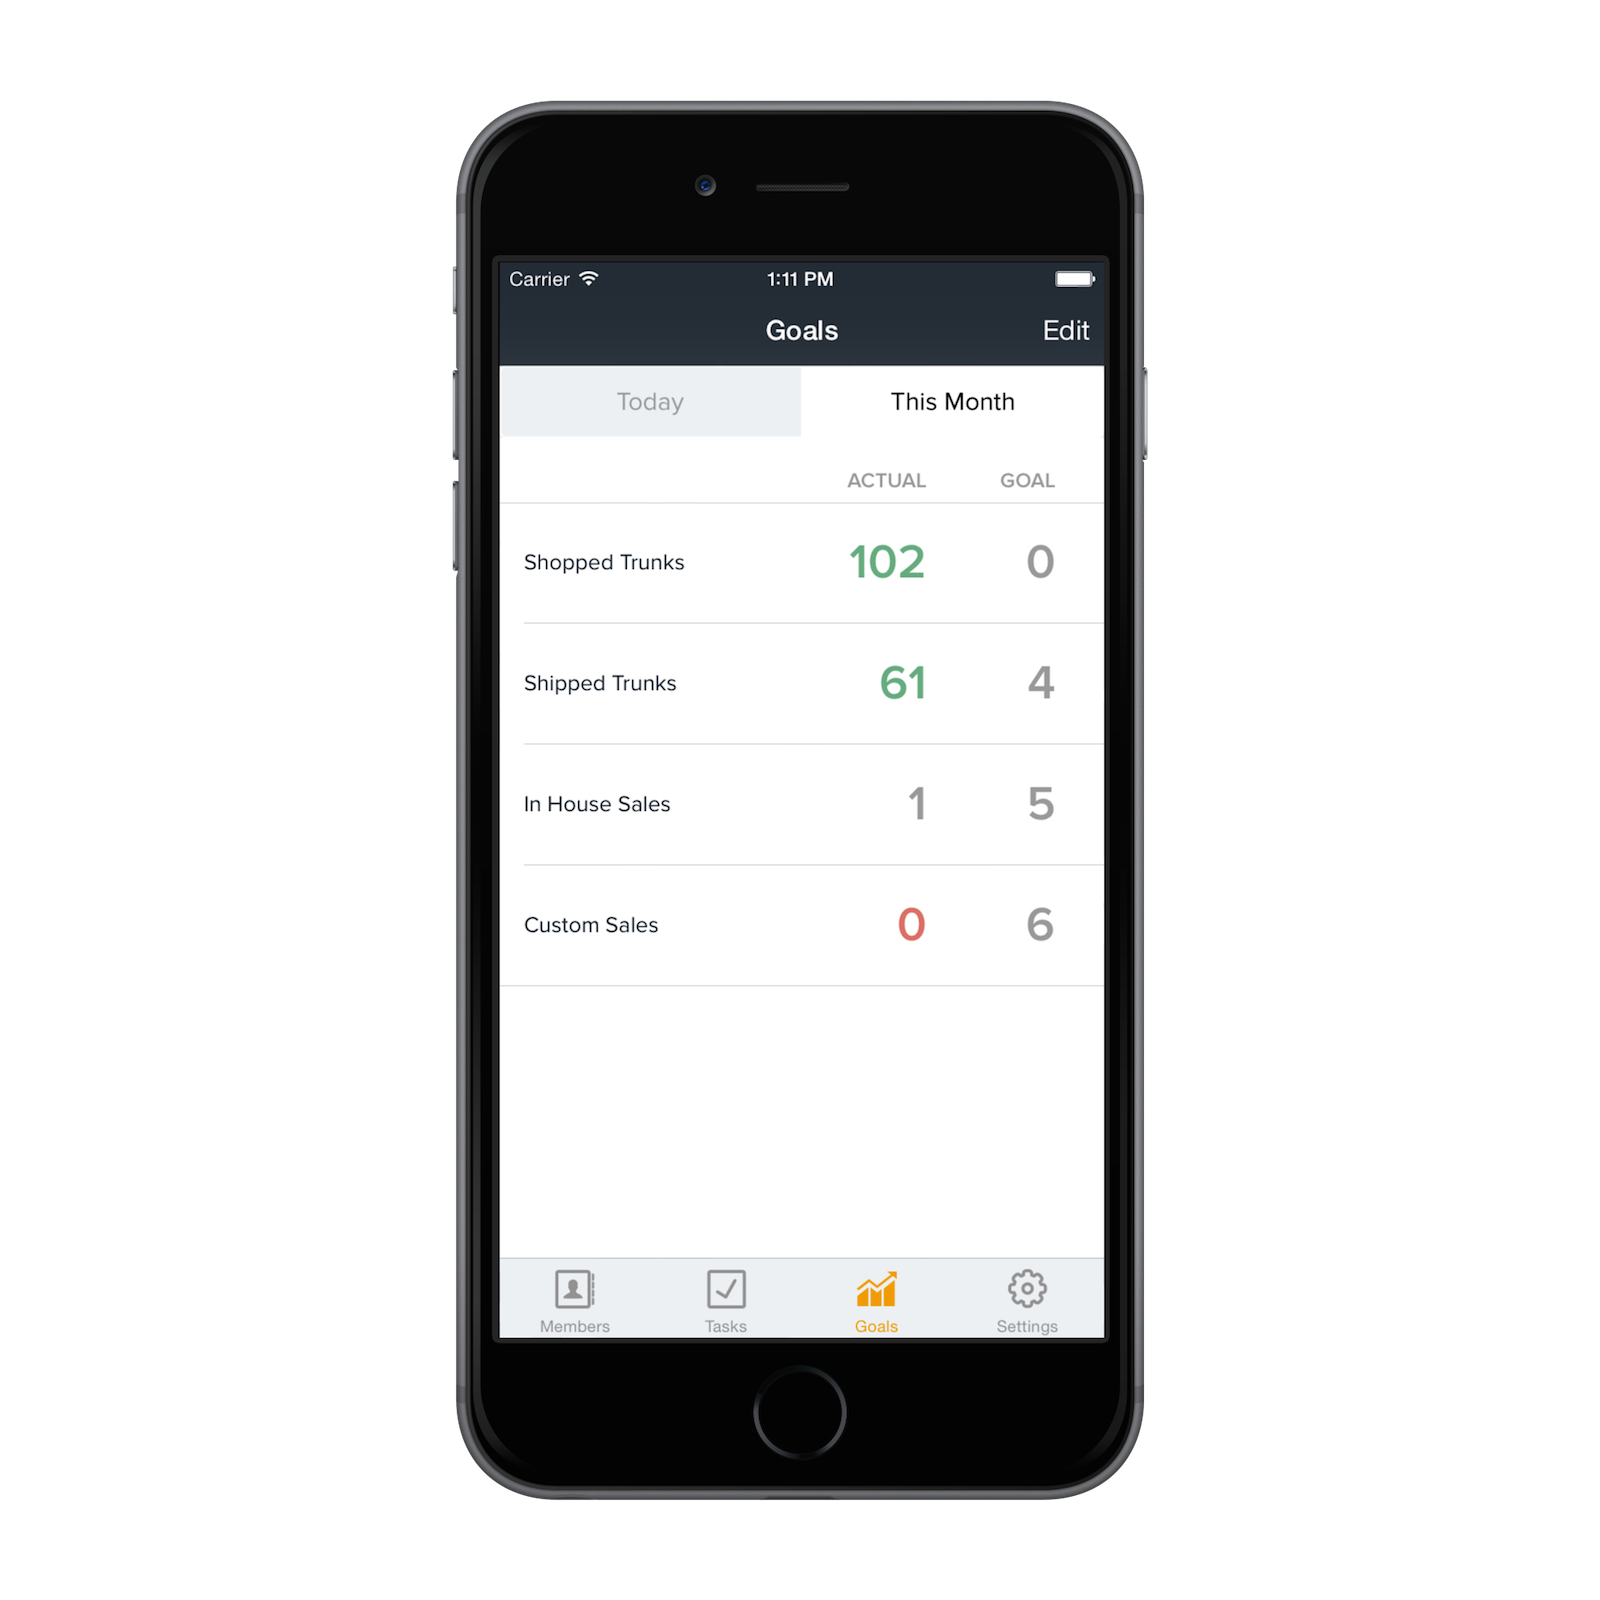 Carrier 1:11 PM
Goals Edit
Today This Month
ACTUAL GOAL
Shopped Trunks 102 0
Shipped Trunks 61 4
In House Sales 1 5
Custom Sales 0 6
Members Tasks Goals Settings